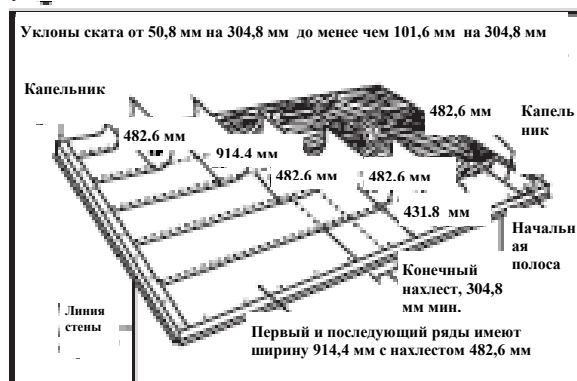 Уклоны ската от 50,8 мм на 304,8 мм до менее чем 101,6 мм на 304,8 мм
Капельник
482,6 мм
Капель
ник
482.6 мм
914.4 мм
482.6 мм
482.6 мм
431.8 мм
Начальн
ая
полоса
Конечный
нахлест, 304,8
мм мин.
Линия
стены
Первый и последующий ряды имеют
ширину 914,4 мм с нахлестом 482,6 мм